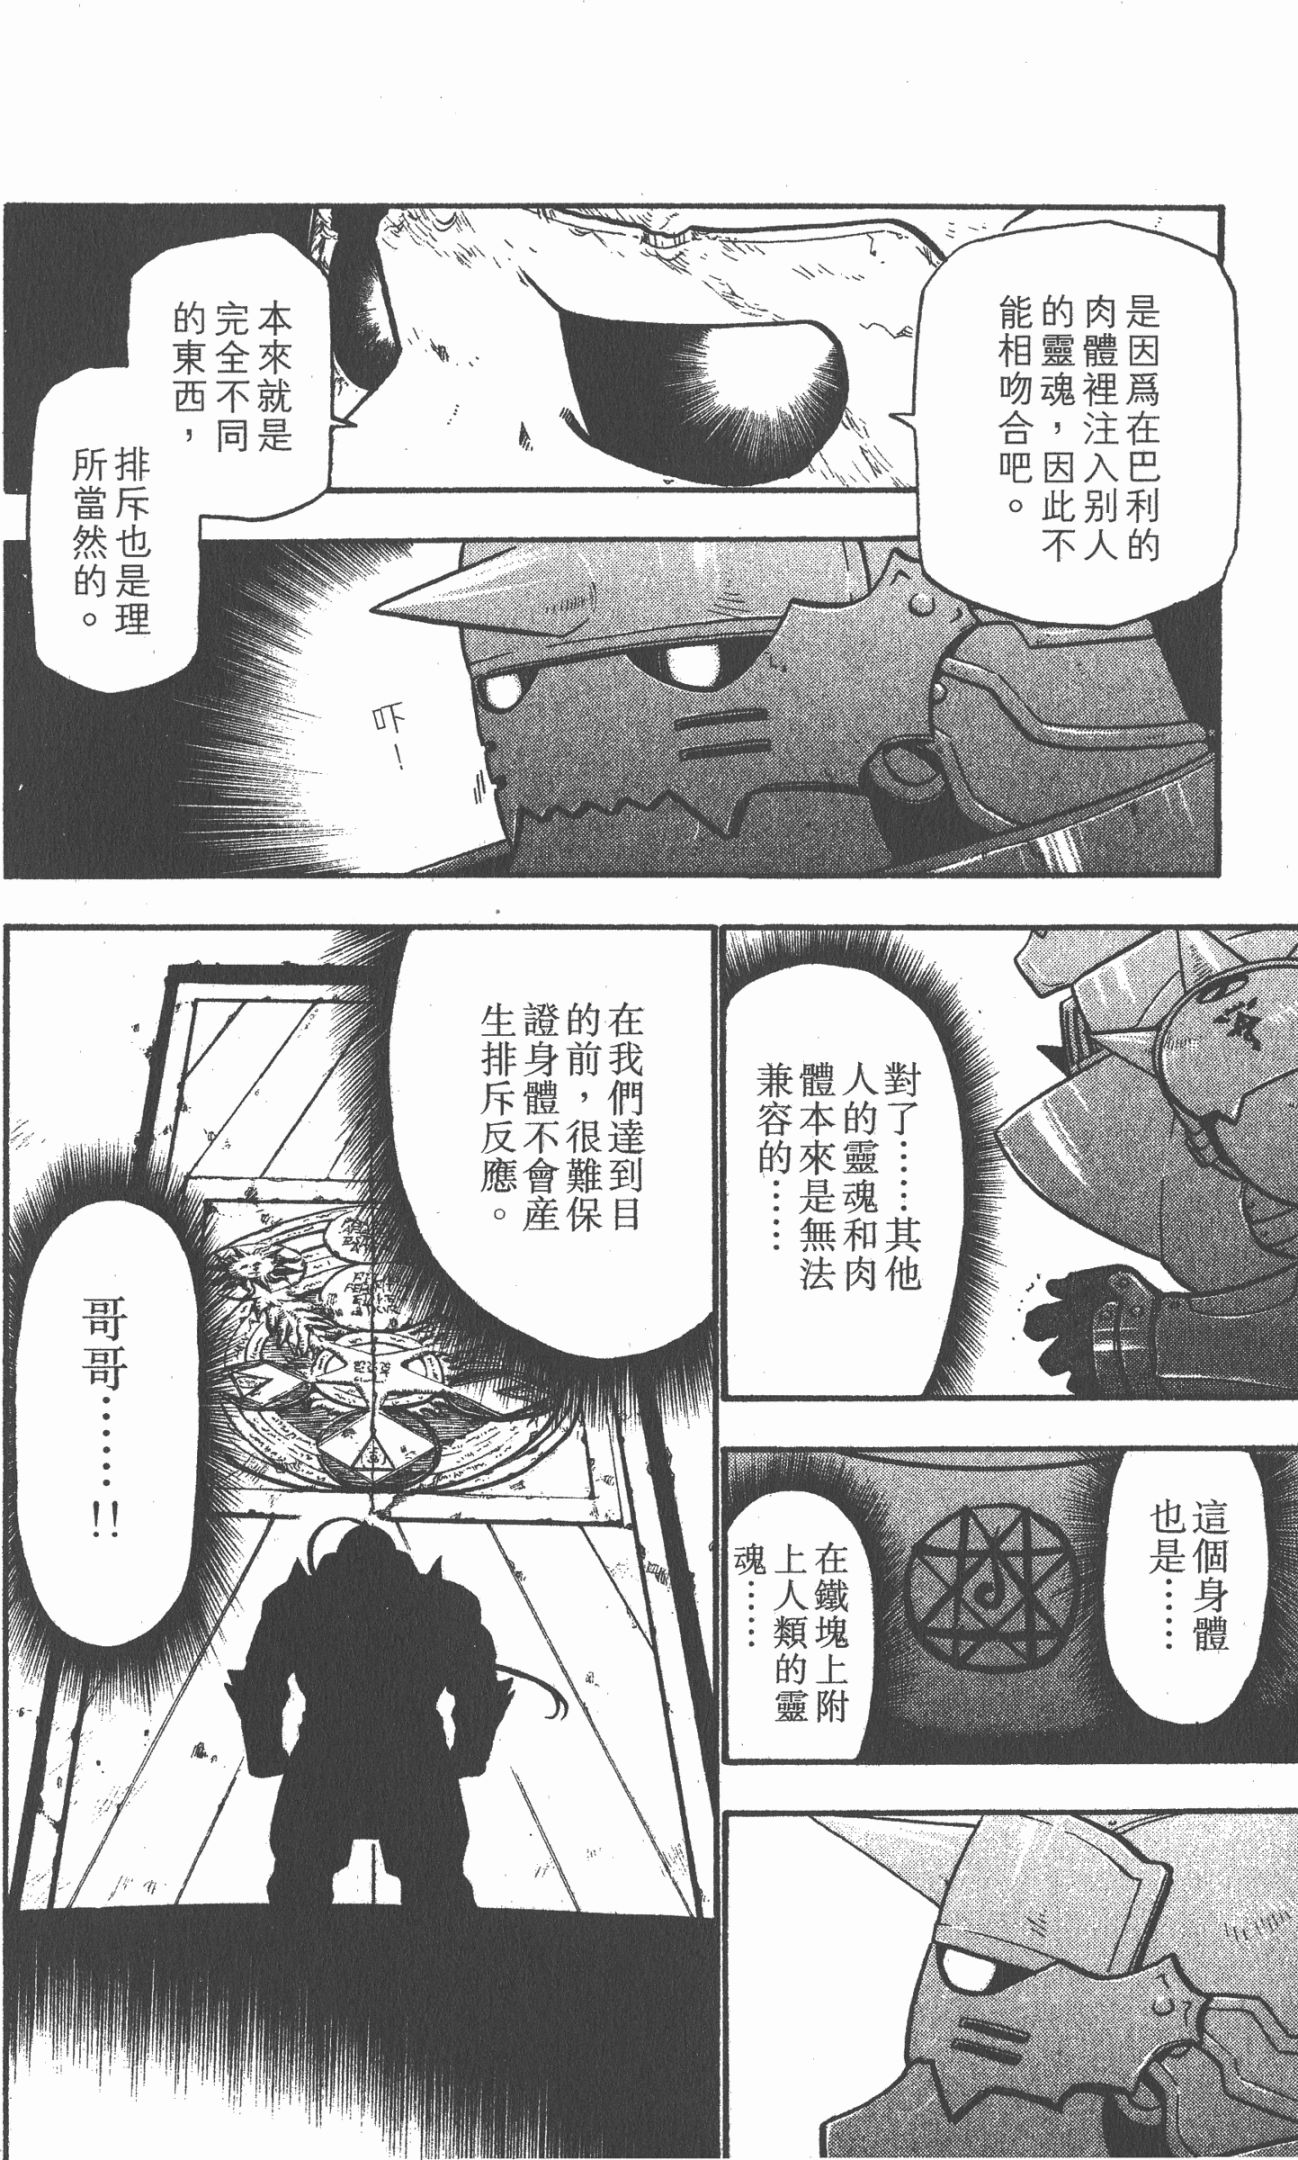 是因爲在巴利的
肉體裡注入别人
的靈魂，因此不
能相吻合吧。
本來就是
完全不同
的東西，
排斥也是理
所當然的。
吓！
對了……其他
人的靈魂和肉
體本來是無法
兼容的……
這個身體
也是……
在鐵塊上附
上人類的靈
魂……
在我們達到目
的前，很難保
證身體不會産
生排斥反應。
哥哥……!!